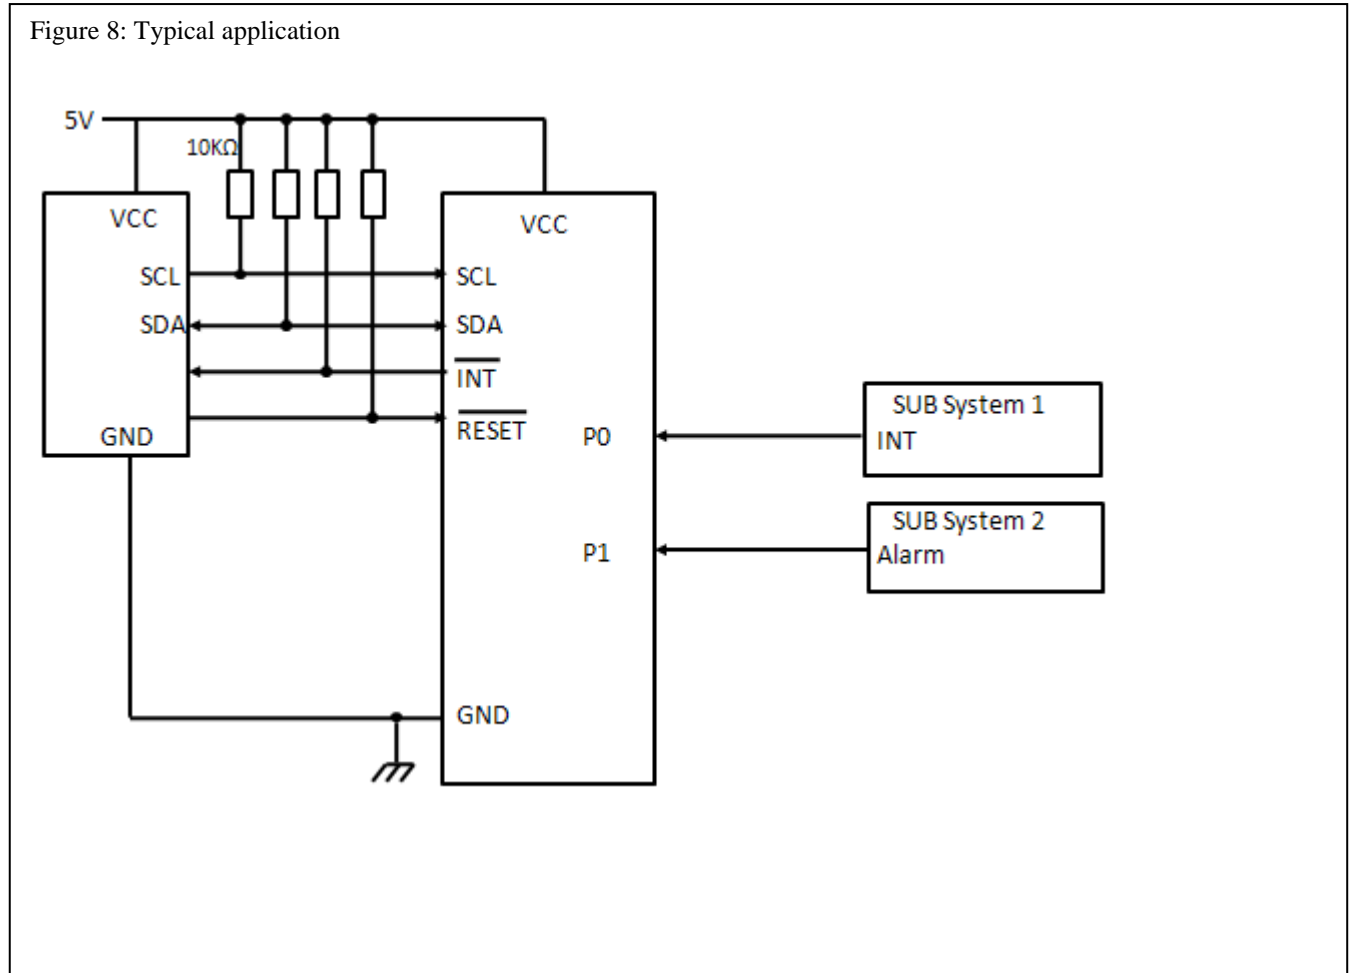 Figure 8: Typical application
5V
10KΩ
VCC
SCL
SDA
GND
VCC
SCL
SDA
INT
RESET
P0
P1
GND
SUB System 1
INT
SUB System 2
Alarm